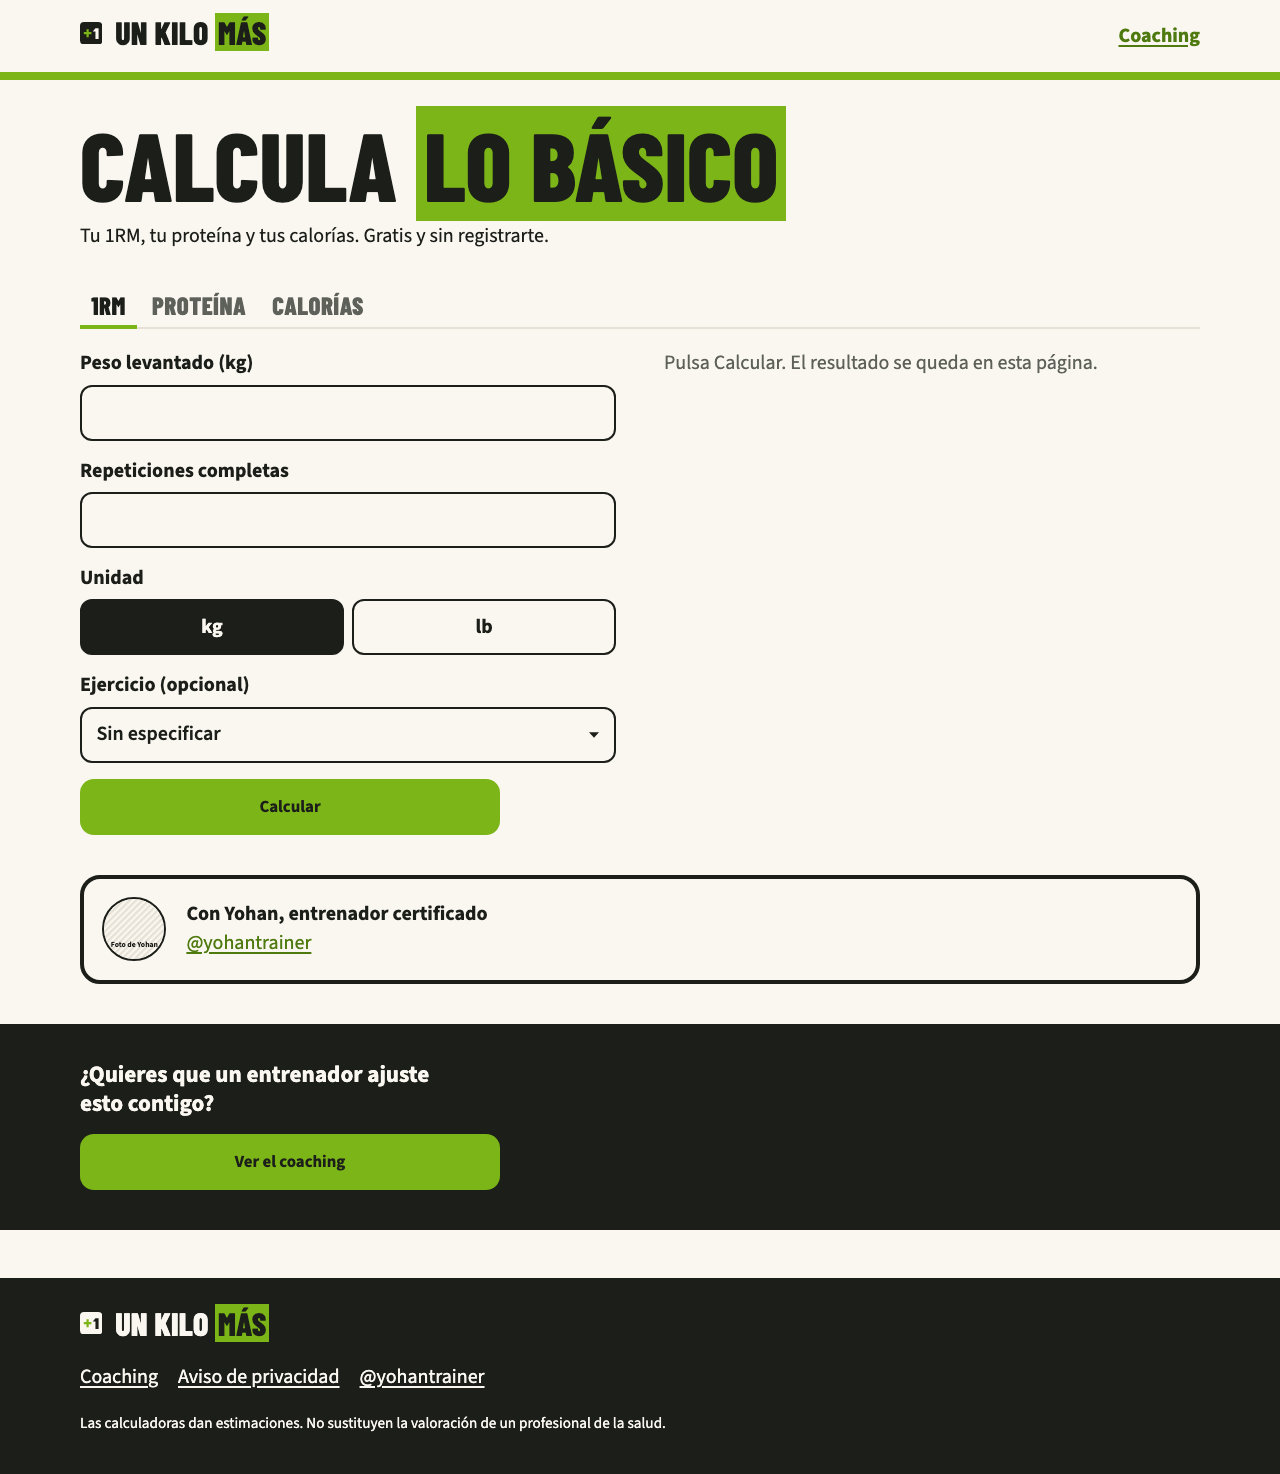 +1 UN KILO MÁS
Coaching
CALCULA LO BÁSICO
Tu 1RM, tu proteína y tus calorías. Gratis y sin registrarte.
1RM PROTEÍNA CALORÍAS
Peso levantado (kg)
Pulsa Calcular. El resultado se queda en esta página.
Repeticiones completas
Unidad
kg lb
Ejercicio (opcional)
Sin especificar
Calcular
Foto de Yohan
Con Yohan, entrenador certificado
@yohantrainer
¿Quieres que un entrenador ajuste
esto contigo?
Ver el coaching
+1 UN KILO MÁS
Coaching Aviso de privacidad @yohantrainer
Las calculadoras dan estimaciones. No sustituyen la valoración de un profesional de la salud.